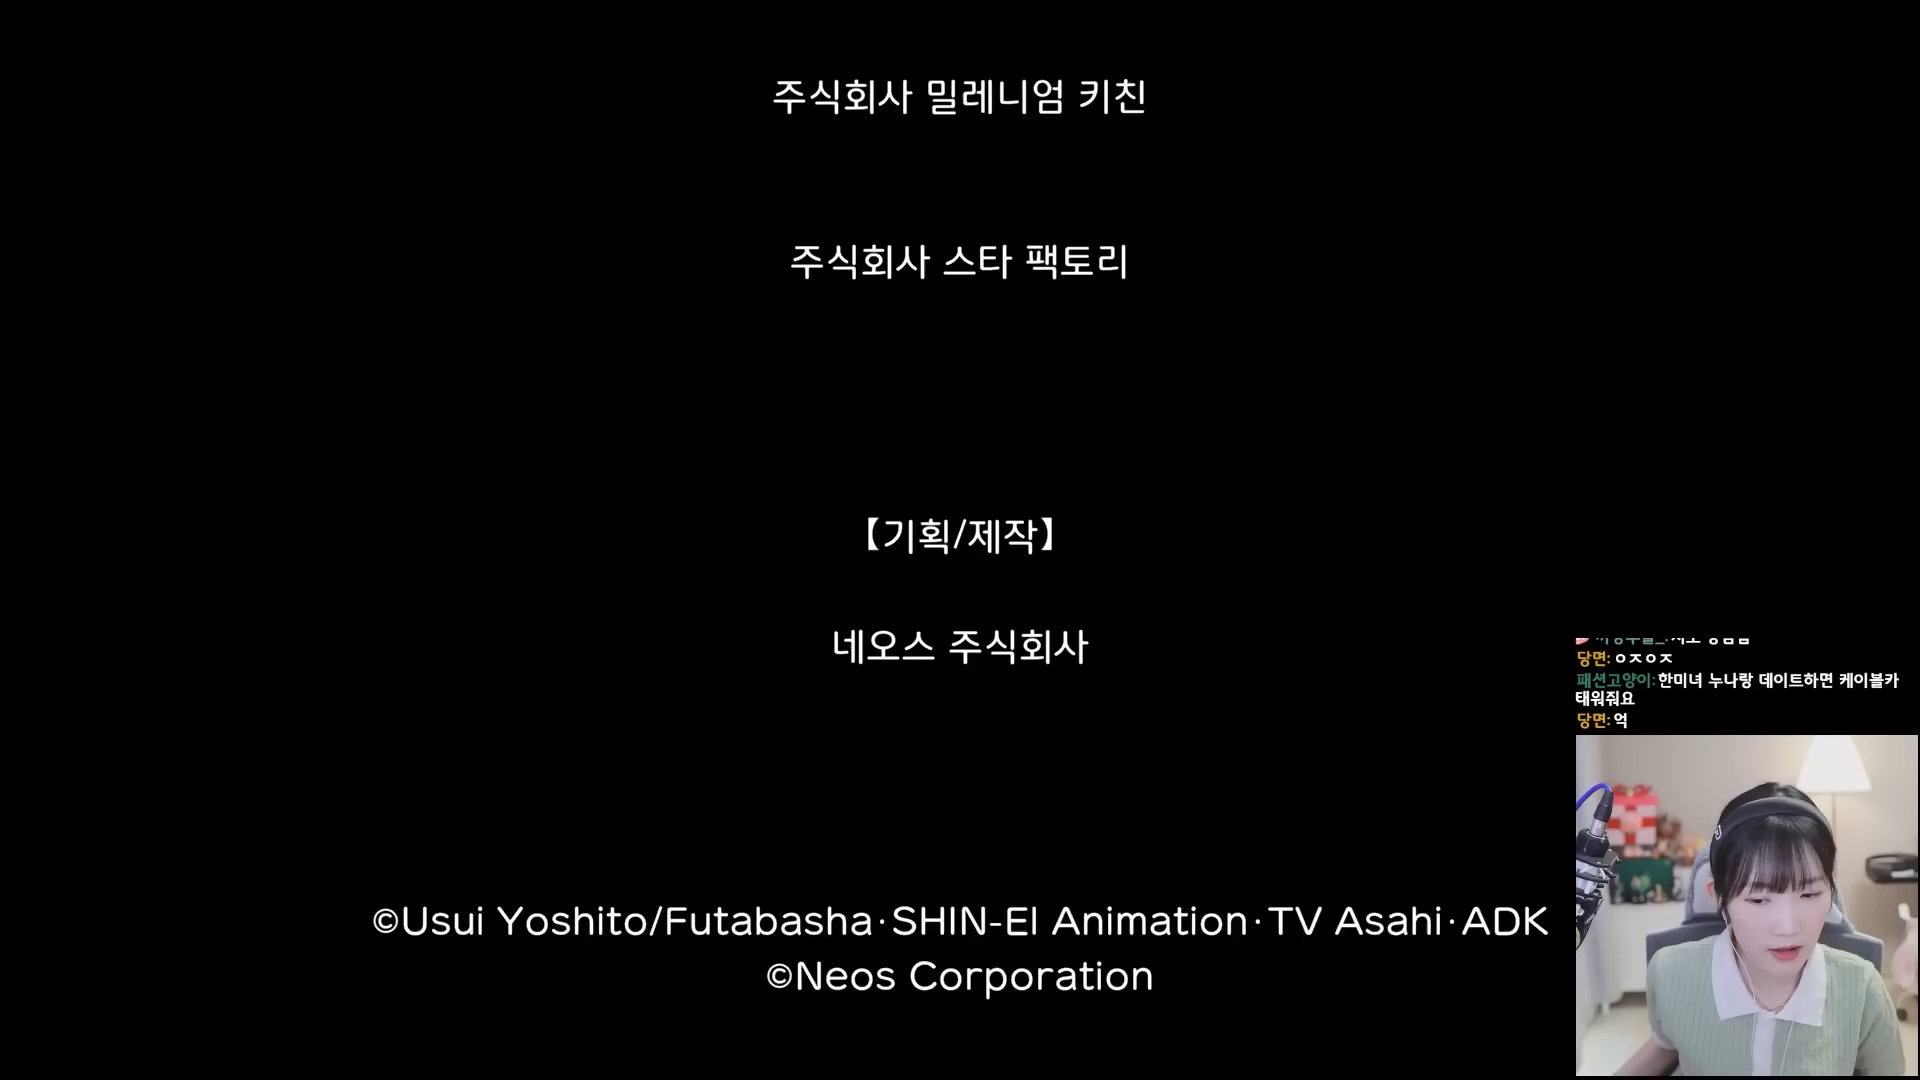 주식회사 밀레니엄 키친
주식회사 스타 팩토리
【기획/제작】
네오스 주식회사
©Usui Yoshito/Futabasha·SHIN-EI Animation·TV Asahi·ADK
©Neos Corporation
당면: ㅇㅈㅇㅈ
패션고양이: 한미녀 누나랑 데이트하면 케이블카
태워줘요
당면: 억